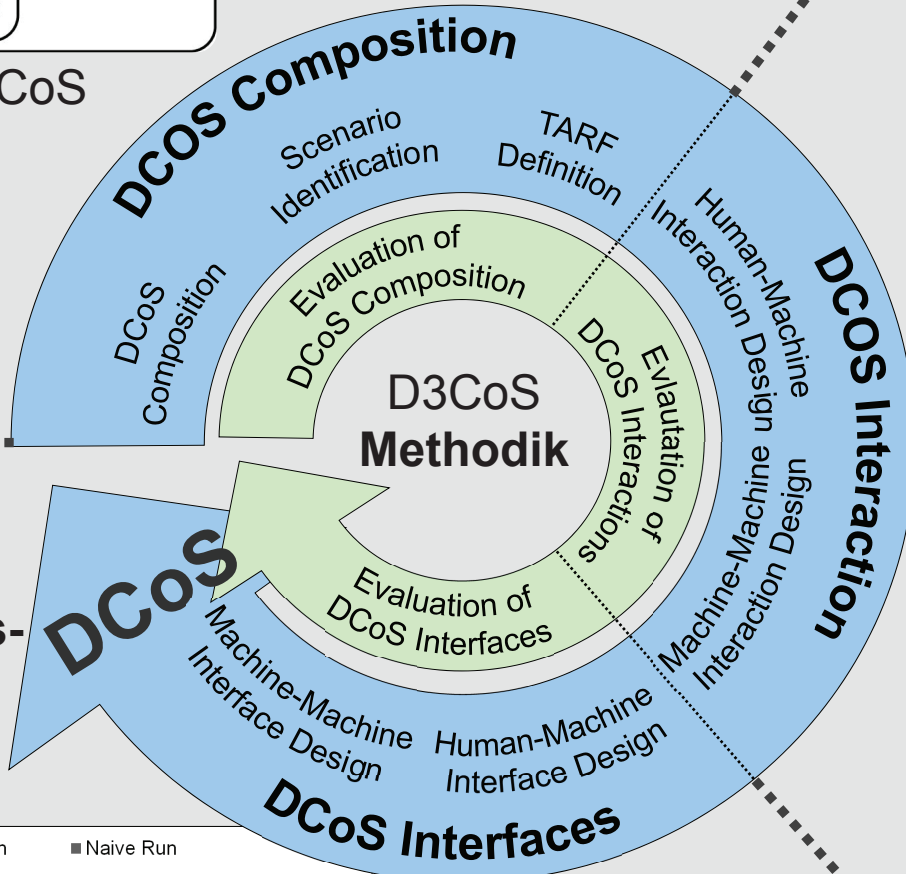 CoS
DCOS Composition
Scenario
Identification
TARF
Definition
DCoS
Composition
Evaluation of
DCoS Composition
Human-Machine
Interaction Design
DCOS Interaction
Evlautation of
DCoS Interactions
Machine-Machine
Interaction Design
D3CoS
Methodik
DCoS
s-
Evaluation of
DCoS Interfaces
Machine-Machine
Interface Design
Human-Machine
Interface Design
DCoS Interfaces
n
Naive Run